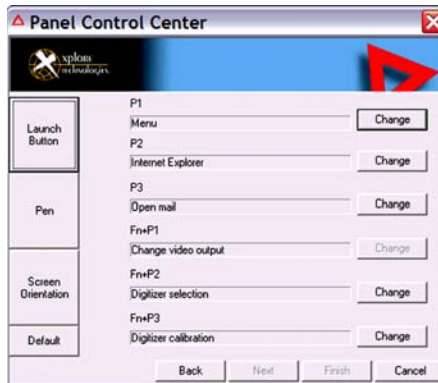 Panel Control Center
xplore
technologies
Launch
Button
Pen
Screen
Orientation
Default
P1
Menu
Change
P2
Internet Explorer
Change
P3
Open mail
Change
Fn+P1
Change video output
Change
Fn+P2
Digitizer selection
Change
Fn+P3
Digitizer calibration
Change
Back
Next
Finish
Cancel